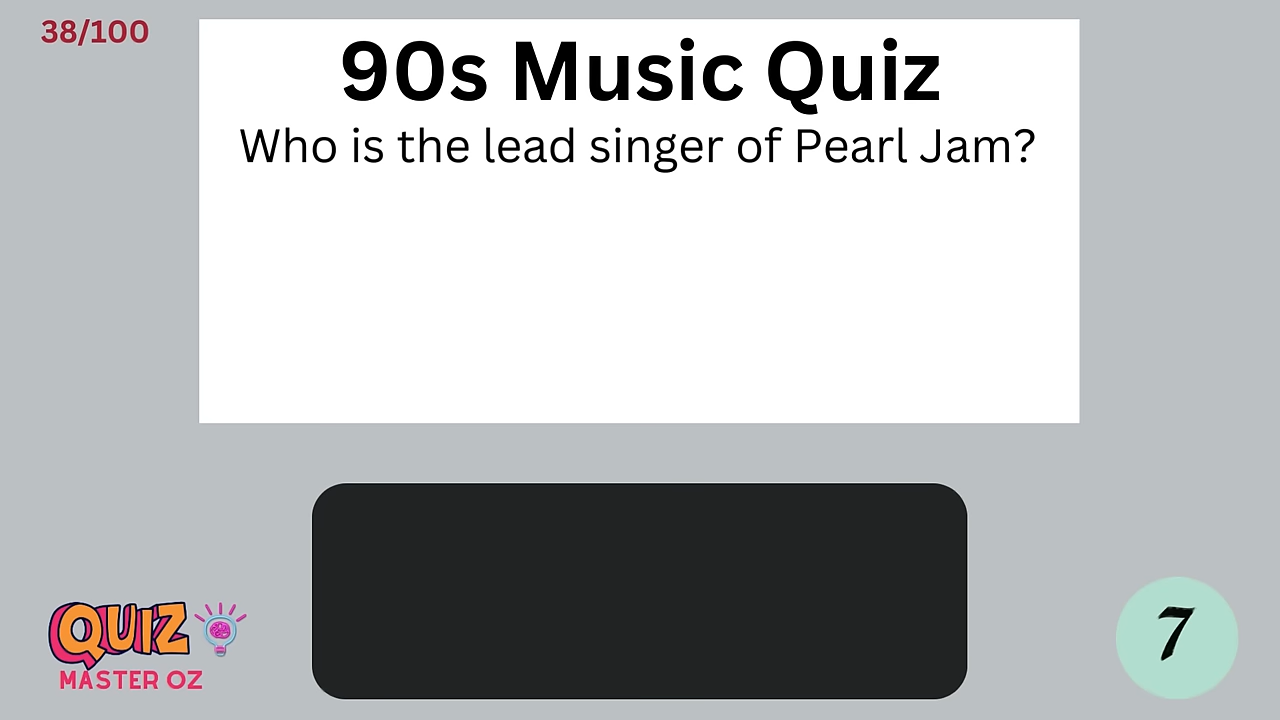 38/100
90s Music Quiz
Who is the lead singer of Pearl Jam?
QUIZ
MASTER OZ
7